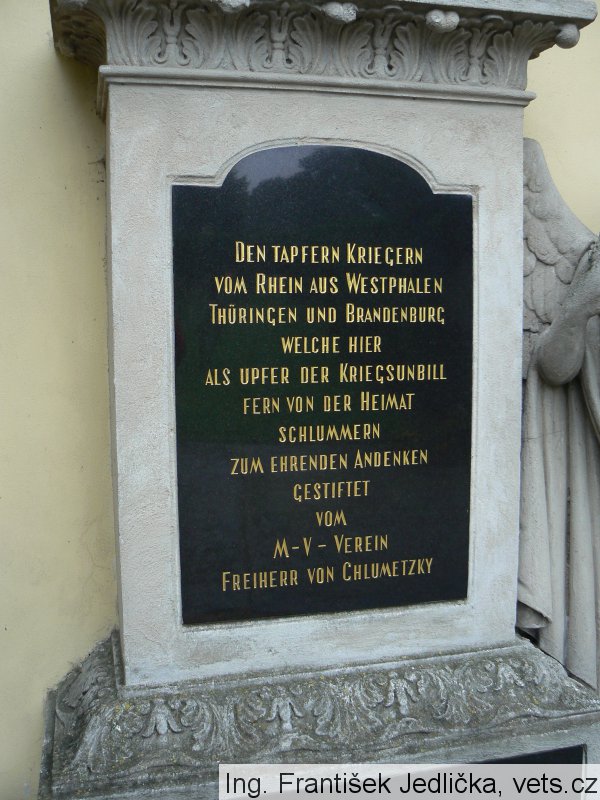 Den tapfern Kriegern
vom Rhein aus Westphalen
Thüringen und Brandenburg
welche hier
als Upfer der Kriegsunbill
fern von der Heimat
schlummern
zum ehrenden Andenken
gestiftet
vom
M-V-Verein
Freiherr von Chlumetzky
Ing. František Jedlička, vets.cz